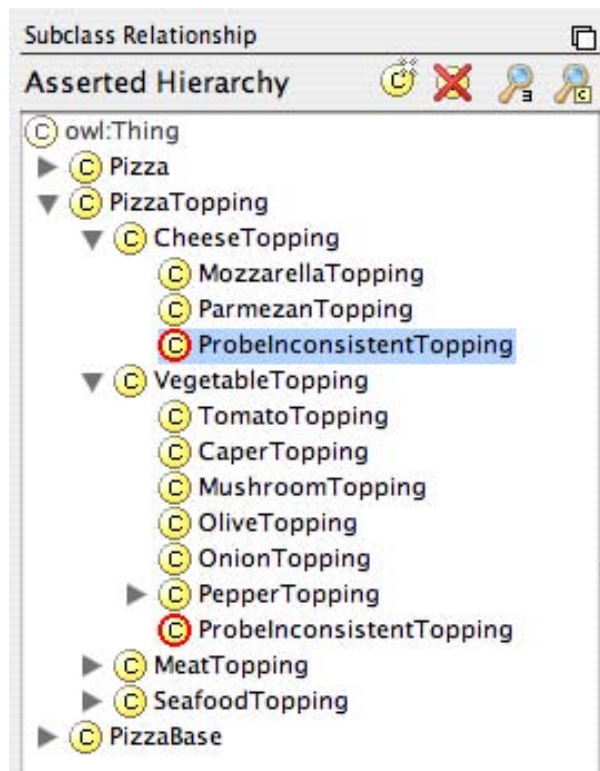 Subclass Relationship
Asserted Hierarchy
C owl:Thing
C Pizza
C PizzaTopping
C CheeseTopping
C MozzarellaTopping
C ParmezanTopping
C ProbeInconsistentTopping
C VegetableTopping
C TomatoTopping
C CaperTopping
C MushroomTopping
C OliveTopping
C OnionTopping
C PepperTopping
C ProbeInconsistentTopping
C MeatTopping
C SeafoodTopping
C PizzaBase